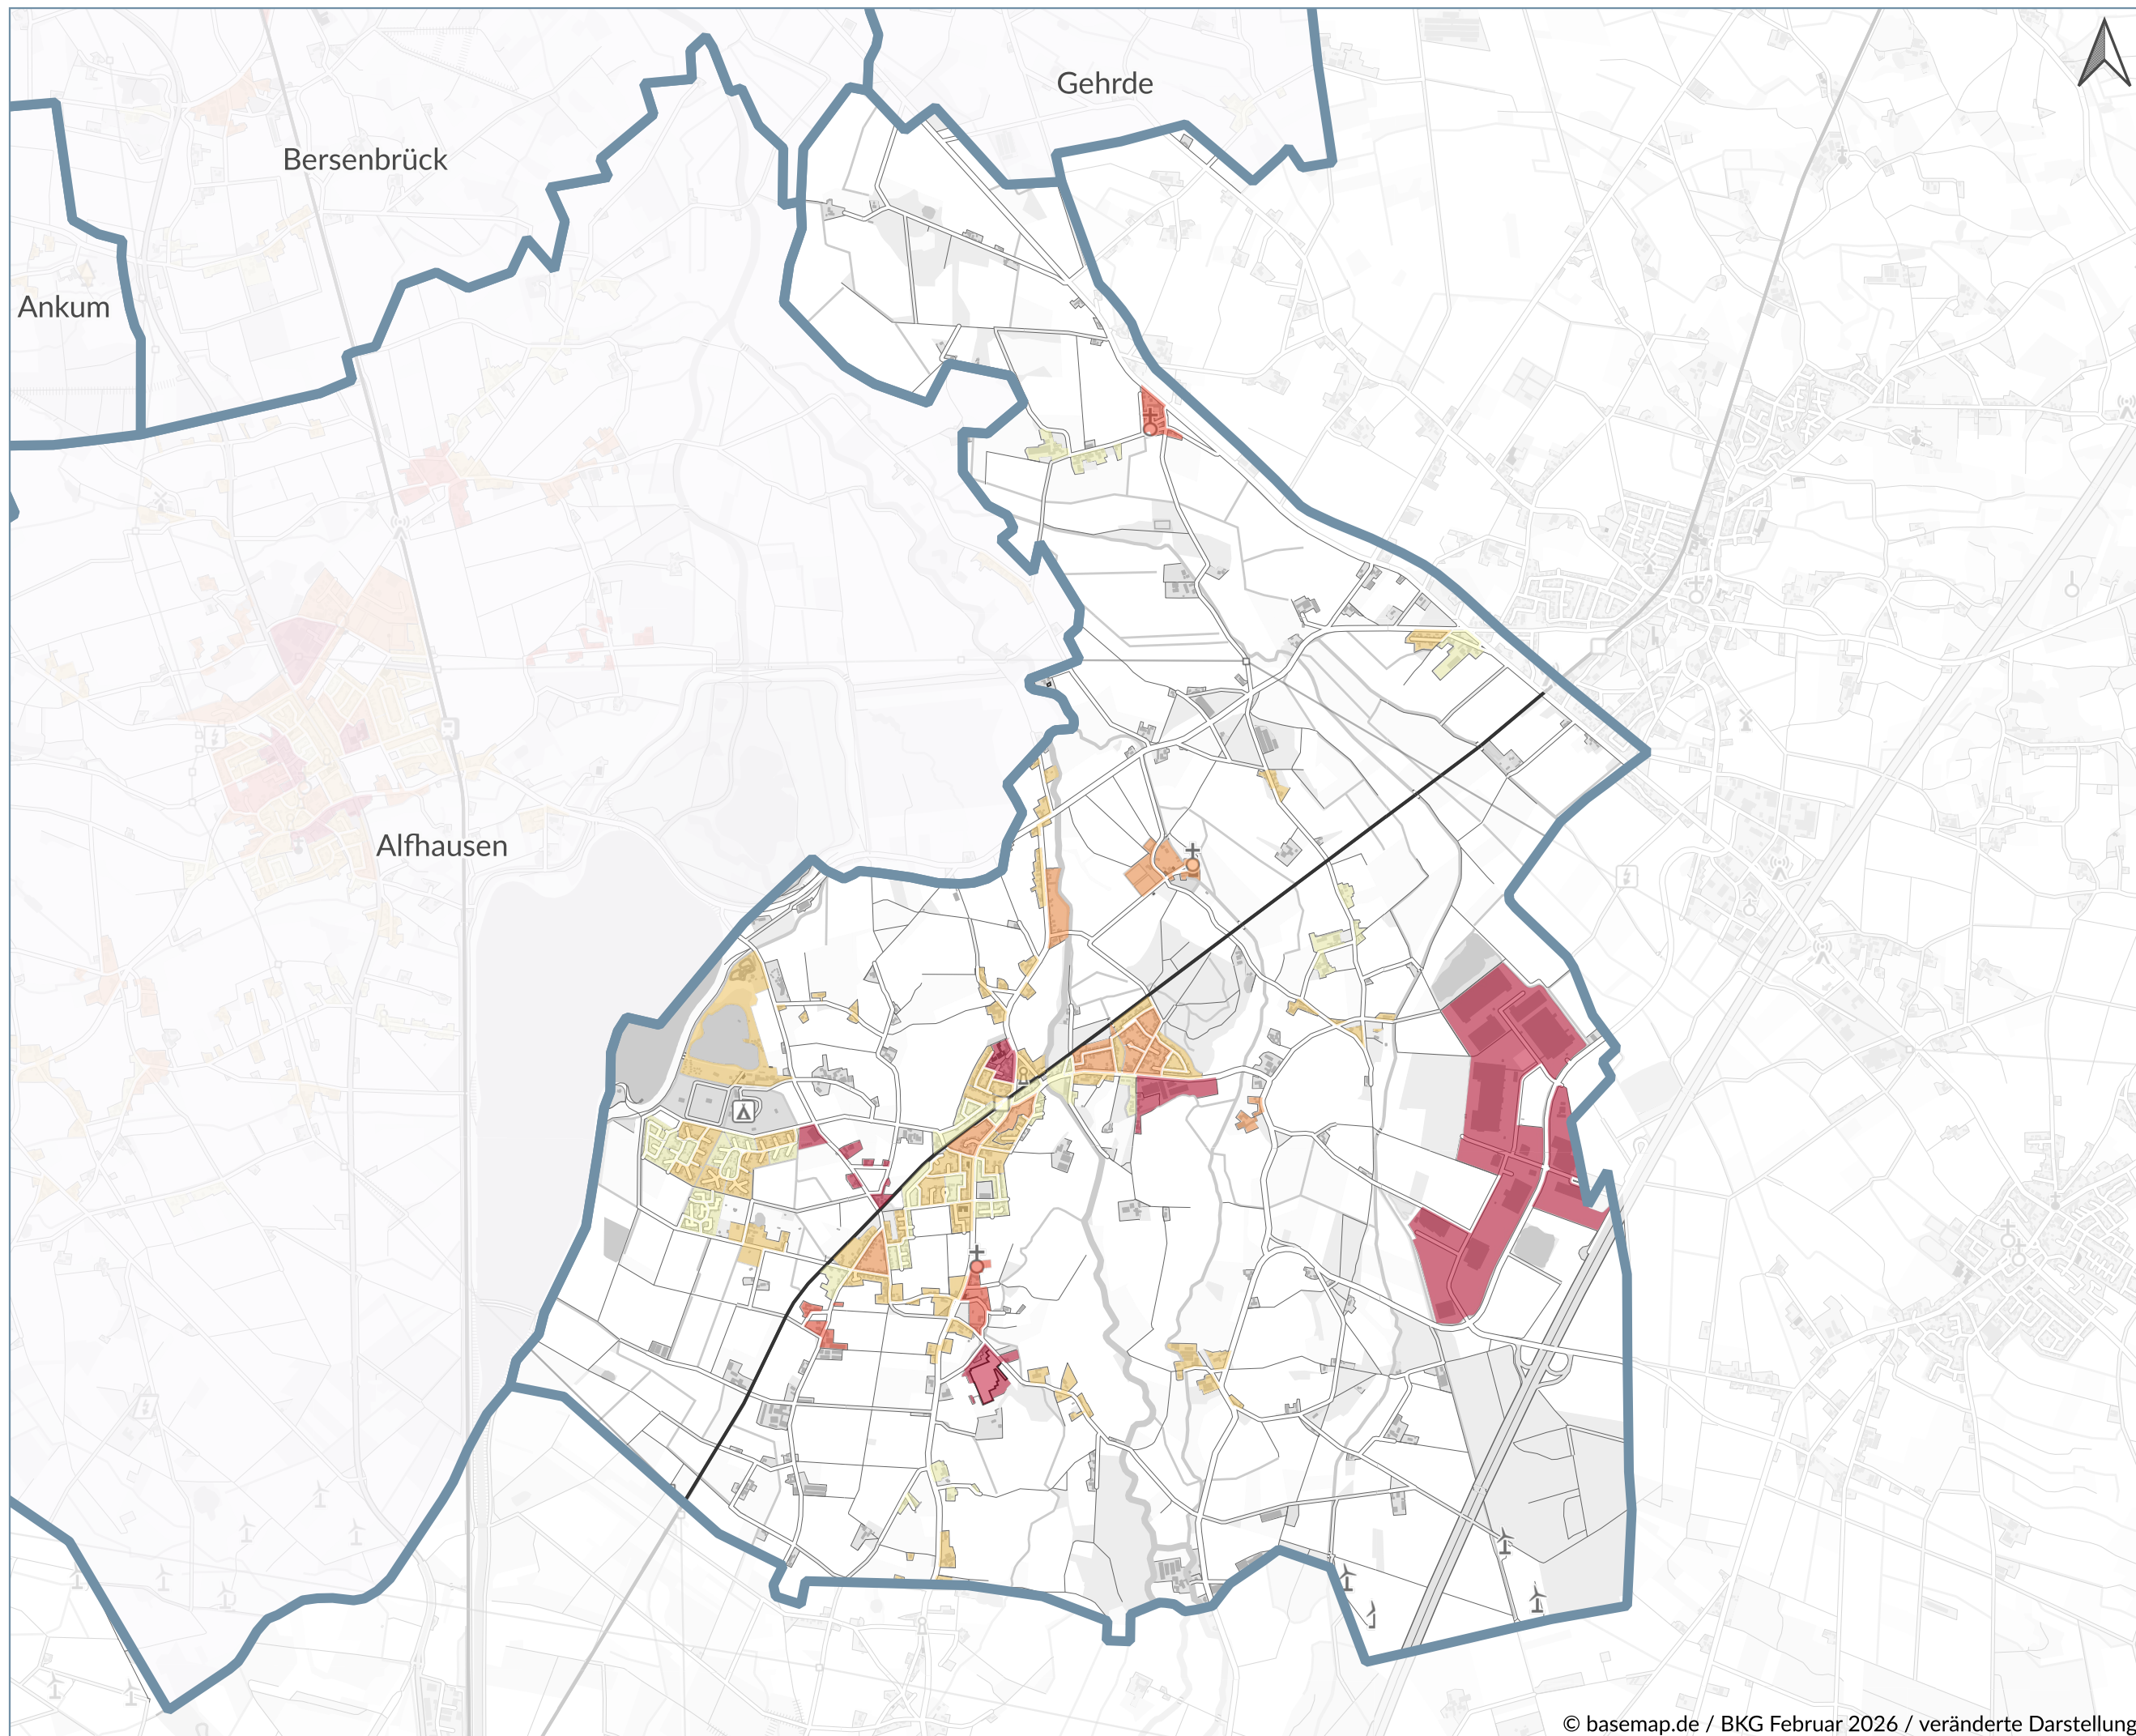 Gehrde
Bersenbrück
Ankum
Alfhausen
© basemap.de / BKG Februar 2026 / veränderte Darstellung